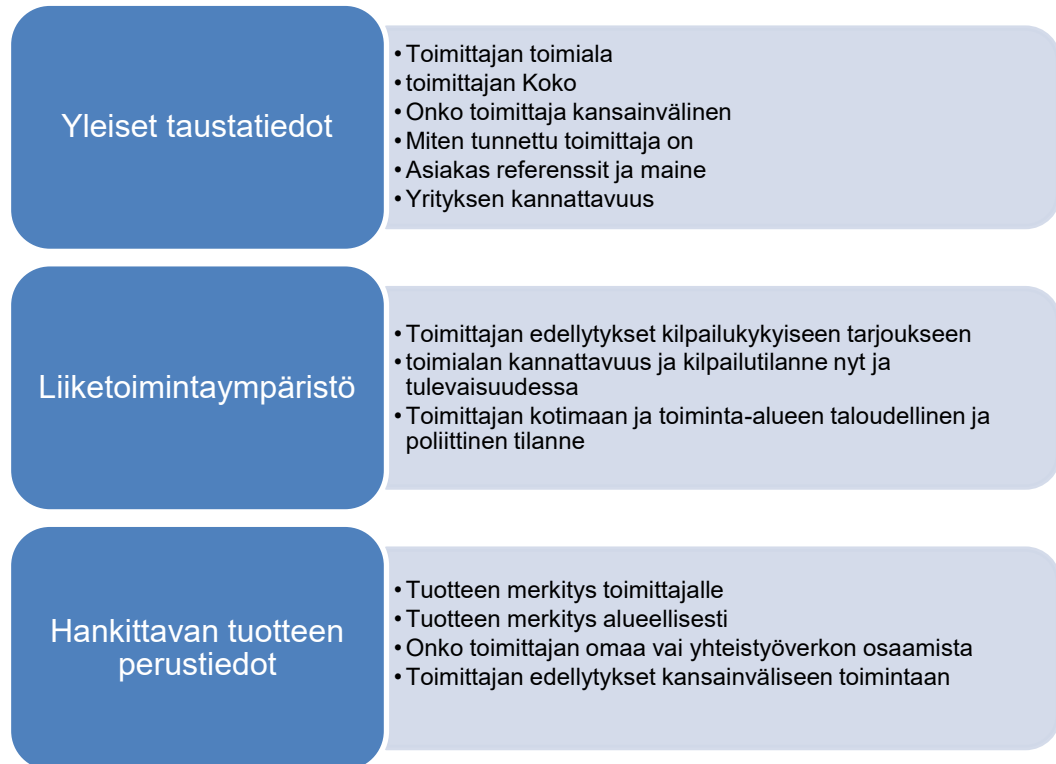 Yleiset taustatiedot
• Toimittajan toimiala
• toimittajan Koko
• Onko toimittaja kansainvälinen
• Miten tunnettu toimittaja on
• Asiakas referenssit ja maine
• Yrityksen kannattavuus
Liiketoimintaympäristö
• Toimittajan edellytykset kilpailukykyiseen tarjoukseen
• toimialan kannattavuus ja kilpailutilanne nyt ja
tulevaisuudessa
• Toimittajan kotimaan ja toiminta-alueen taloudellinen ja
poliittinen tilanne
Hankittavan tuotteen
perustiedot
• Tuotteen merkitys toimittajalle
• Tuotteen merkitys alueellisesti
• Onko toimittajan omaa vai yhteistyöverkon osaamista
• Toimittajan edellytykset kansainväliseen toimintaan